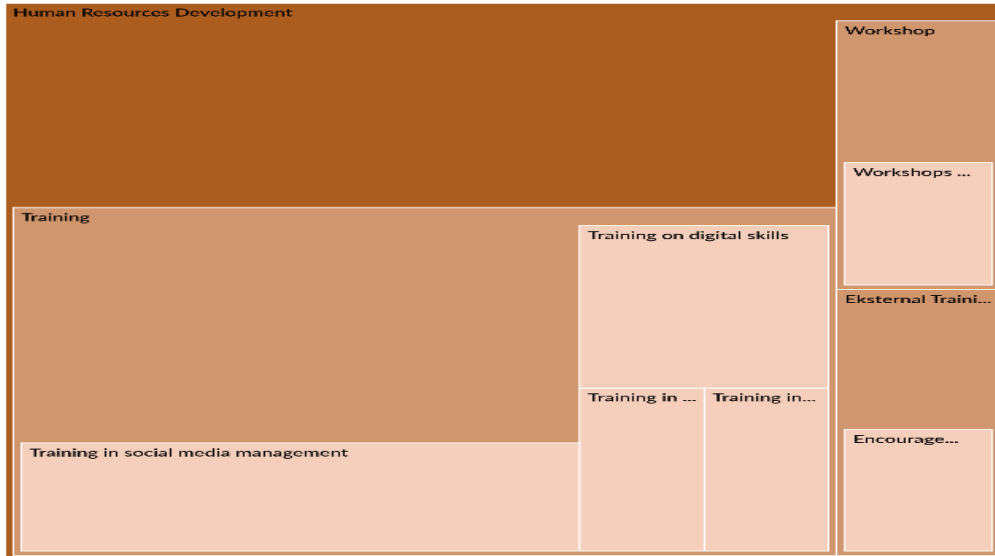 Human Resources Development
Workshop
Workshops ...
Training
Training on digital skills
Eksternal Traini...
Training in ...
Training in...
Encourage...
Training in social media management